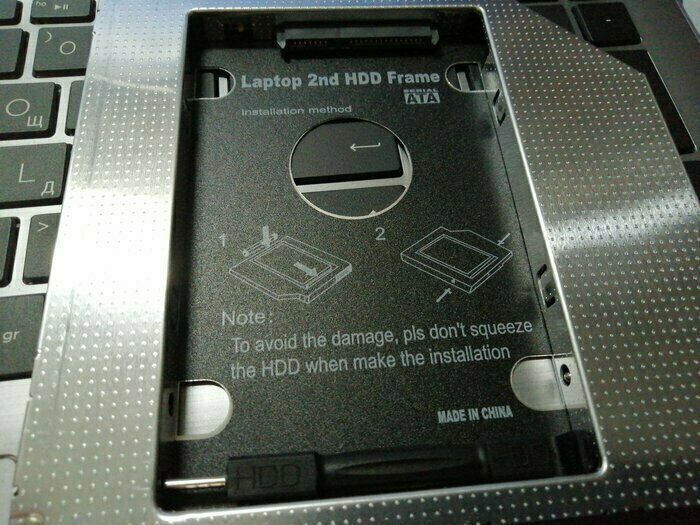 Laptop 2nd HDD Frame
SERIAL
ATA
Installation method
1
2
Note:
To avoid the damage, pls don't squeeze
the HDD when make the installation
MADE IN CHINA
HDD
O
Щ
L
Д
gr